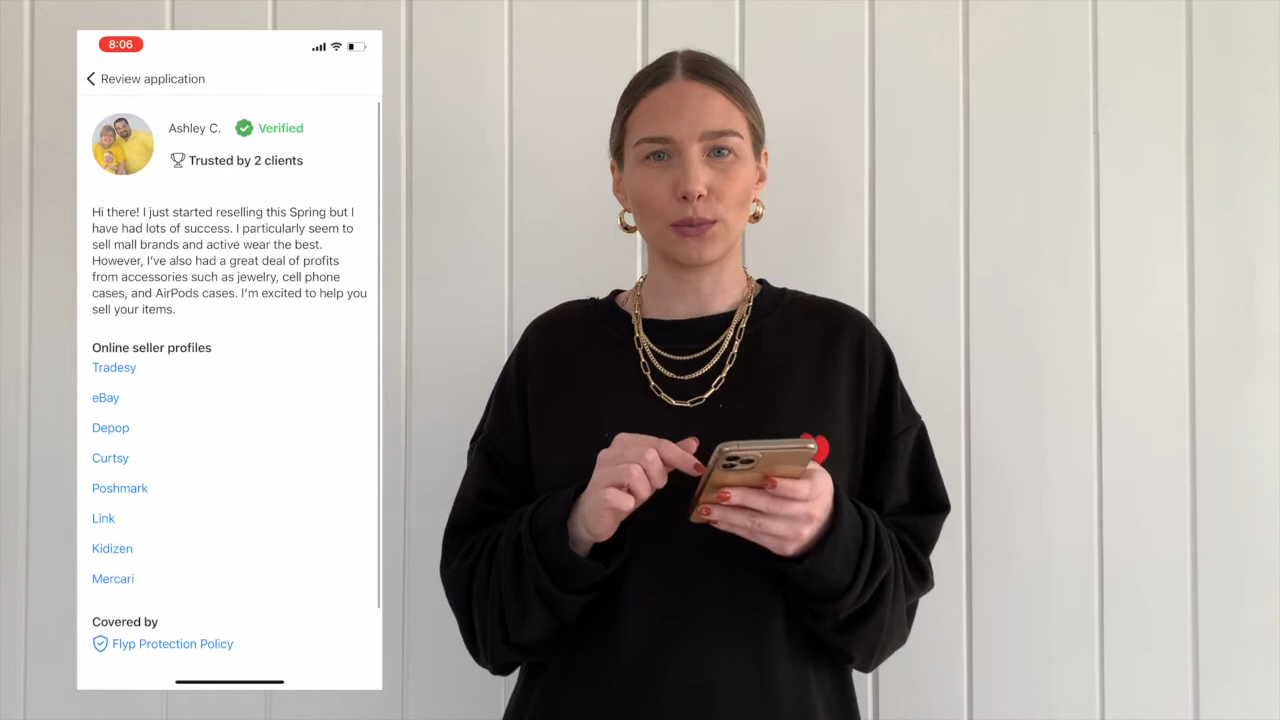 8:06
Review application
Ashley C.
Verified
Trusted by 2 clients
Hi there! I just started reselling this Spring but I
have had lots of success. I particularly seem to
sell mall brands and active wear the best.
However, I've also had a great deal of profits
from accessories such as jewelry, cell phone
cases, and AirPods cases. I'm excited to help you
sell your items.
Online seller profiles
Tradesy
eBay
Depop
Curtsy
Poshmark
Link
Kidizen
Mercari
Covered by
Flyp Protection Policy